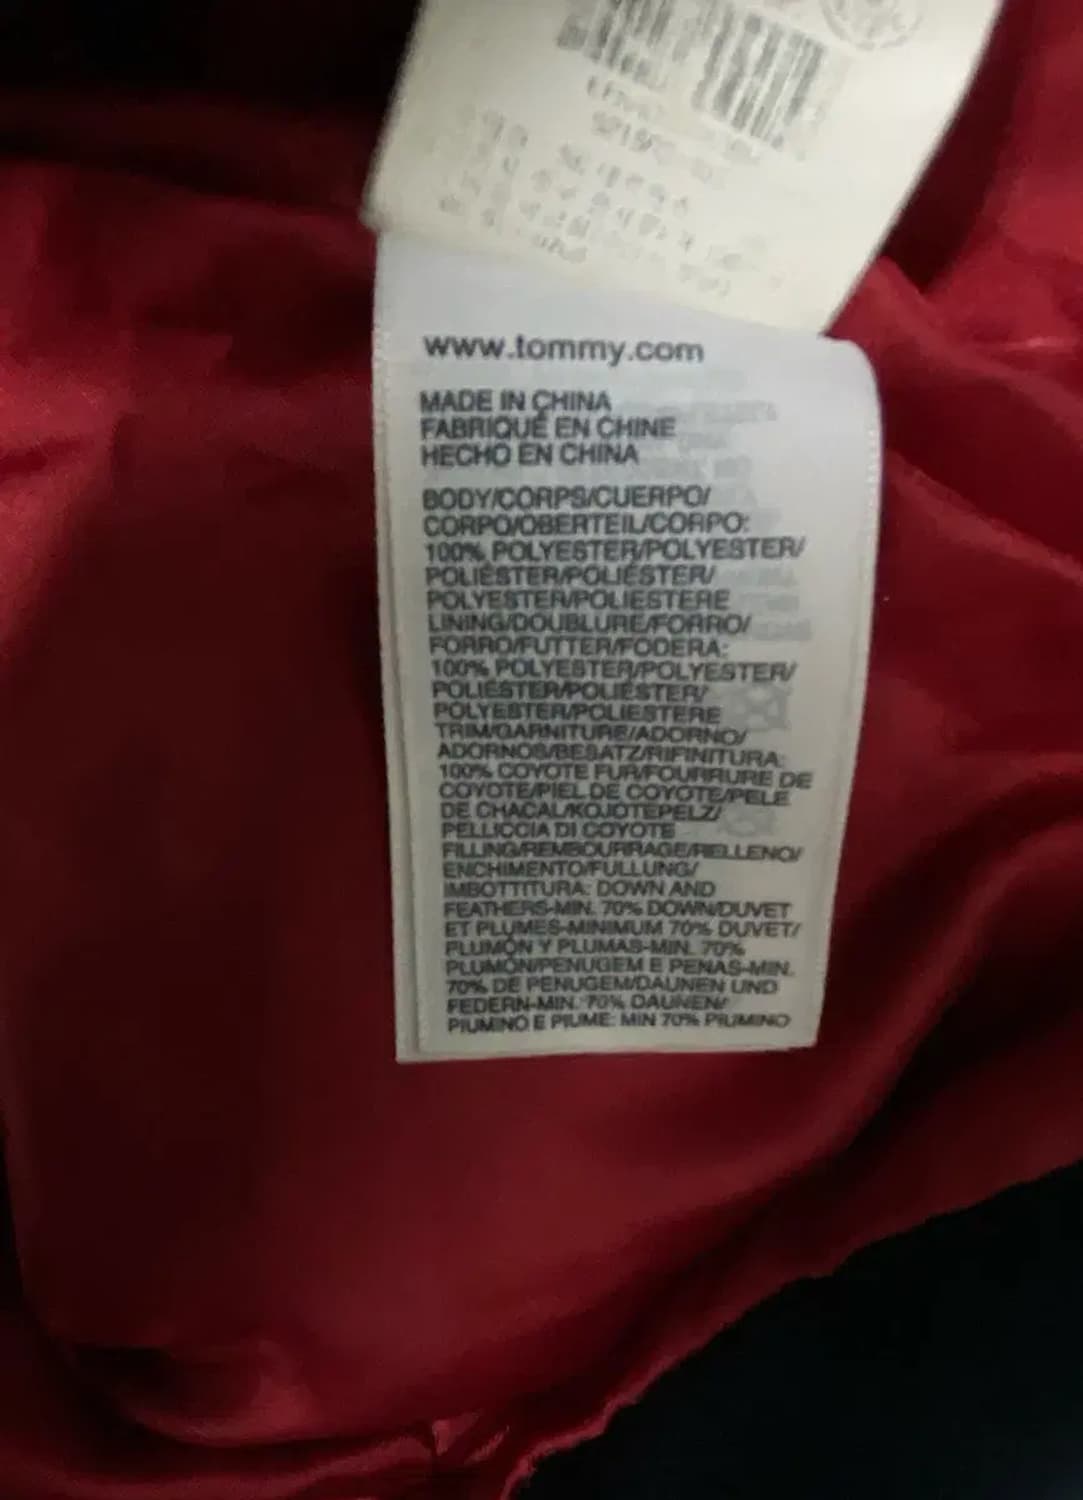 www.tommy.com
MADE IN CHINA
FABRIQUÉ EN CHINE
HECHO EN CHINA
BODY/CORPS/CUERPO/
CORPO/OBERTEIL/CORPO:
100% POLYESTER/POLYESTER/
POLIÉSTER/POLIÉSTER/
POLYESTER/POLIESTERE
LINING/DOUBLURE/FORRO/
FORRO/FUTTER/FODERA:
100% POLYESTER/POLYESTER/
POLIESTER/POLIÉSTER/
POLYESTER/POLIESTERE
TRIM/GARNITURE/ADORNO/
ADORNOS/BESATZ/RIFINITURA:
100% COYOTE FUR/FOURRURE DE
COYOTE/PIEL DE COYOTE/PELE
DE CHACAL/KOJOTEPELZ/
PELLICCIA DI COYOTE
FILLING/REMBOURRAGE/RELLENO/
ENCHIMENTO/FULLUNG/
IMBOTTITURA: DOWN AND
FEATHERS-MIN. 70% DOWN/DUVET
ET PLUMES-MINIMUM 70% DUVET/
PLUMÓN Y PLUMAS-MIN. 70%
PLUMÓN/PENUGEM E PENAS-MIN.
70% DE PENUGEM/DAUNEN UND
FEDERN-MIN. 70% DAUNEN/
PIUMINO E PIUME: MIN 70% PIUMINO